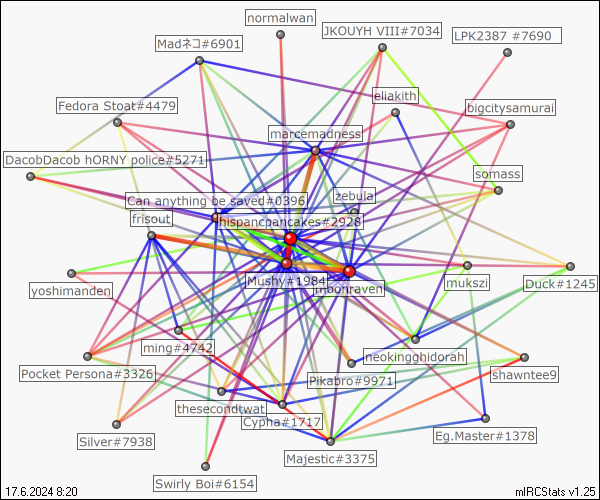 normalwan
JKOUYH VIII#7034
LPK2387 #7690
Madネコ#6901
eliakith
Fedora Stoat#4479
bigcitysamurai
marcemadness
DacobDacob hORNY police#5271
somass
Can anything be saved#0396
zebula
frisout
hispanicpancakes#2928
yoshimanden
Mushy#1984
jmbonraven
mukszi
Duck#1245
ming#4742
neokingghidorah
Pocket Persona#3326
Pikabro#9971
shawntee9
thesecondtwat
Cypha#1717
Silver#7938
Eg.Master#1378
Majestic#3375
Swirly Boi#6154
17.6.2024 8:20
mIRCStats v1.25